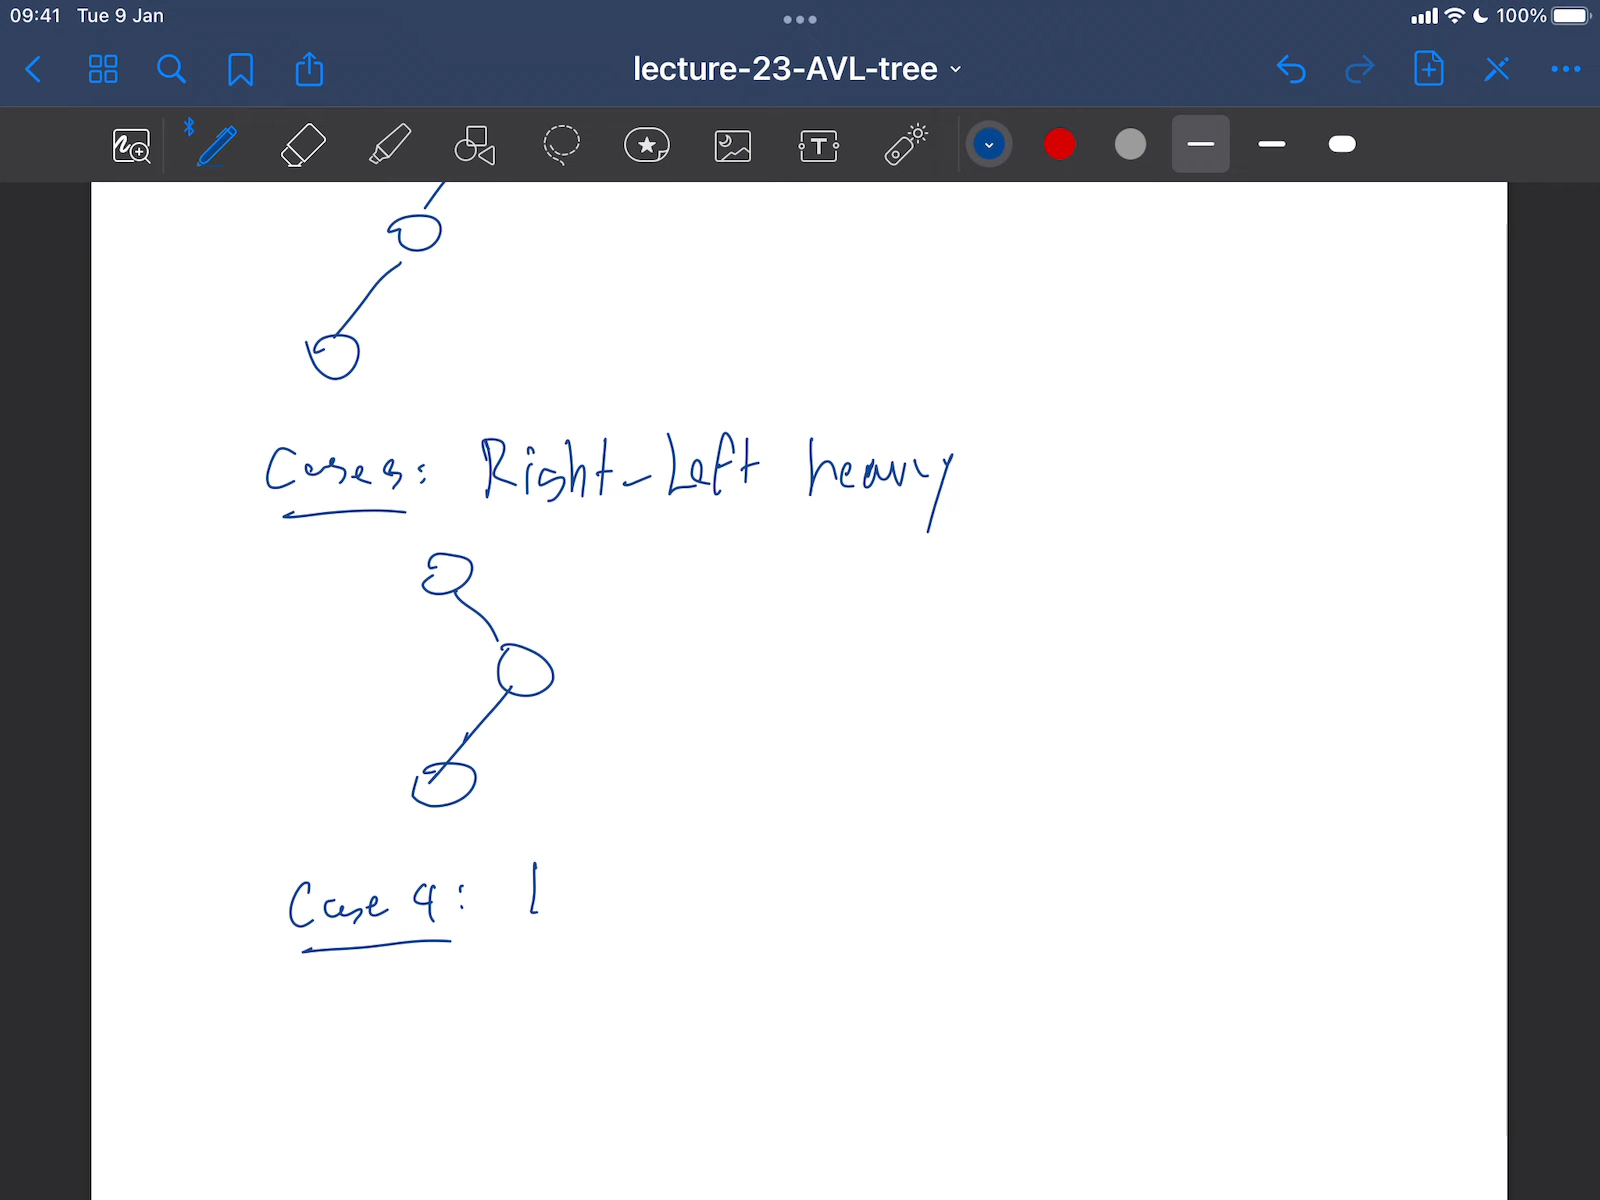 09:41 Tue 9 Jan 100%
lecture-23-AVL-tree
T
Case 3: Right-Left heavy
Case 4: L